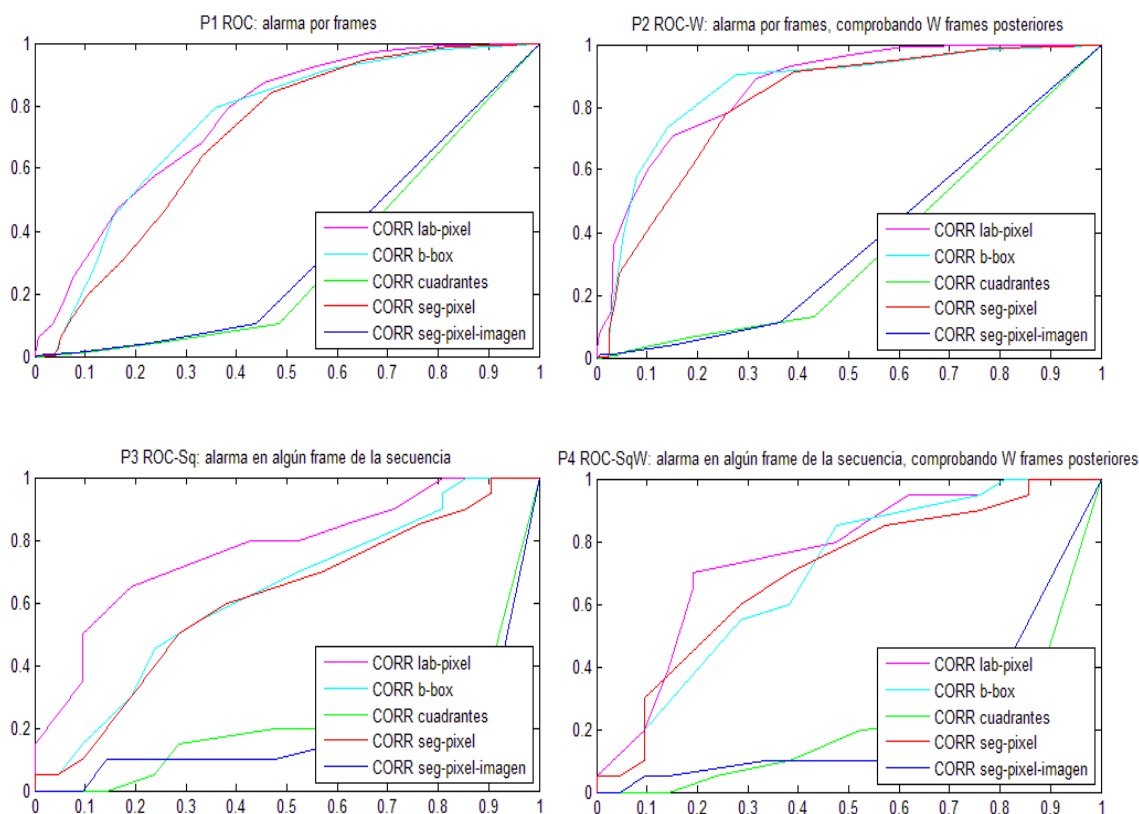 P1 ROC: alarma por frames
1
0.8
0.6
0.4
0.2
0
0 0.1 0.2 0.3 0.4 0.5 0.6 0.7 0.8 0.9 1
CORR lab-pixel
CORR b-box
CORR cuadrantes
CORR seg-pixel
CORR seg-pixel-imagen
P2 ROC-W: alarma por frames, comprobando W frames posteriores
1
0.8
0.6
0.4
0.2
0
0 0.1 0.2 0.3 0.4 0.5 0.6 0.7 0.8 0.9 1
CORR lab-pixel
CORR b-box
CORR cuadrantes
CORR seg-pixel
CORR seg-pixel-imagen
P3 ROC-Sq: alarma en algún frame de la secuencia
1
0.8
0.6
0.4
0.2
0
0 0.1 0.2 0.3 0.4 0.5 0.6 0.7 0.8 0.9 1
CORR lab-pixel
CORR b-box
CORR cuadrantes
CORR seg-pixel
CORR seg-pixel-imagen
P4 ROC-SqW: alarma en algún frame de la secuencia, comprobando W frames posteriores
1
0.8
0.6
0.4
0.2
0
0 0.1 0.2 0.3 0.4 0.5 0.6 0.7 0.8 0.9 1
CORR lab-pixel
CORR b-box
CORR cuadrantes
CORR seg-pixel
CORR seg-pixel-imagen